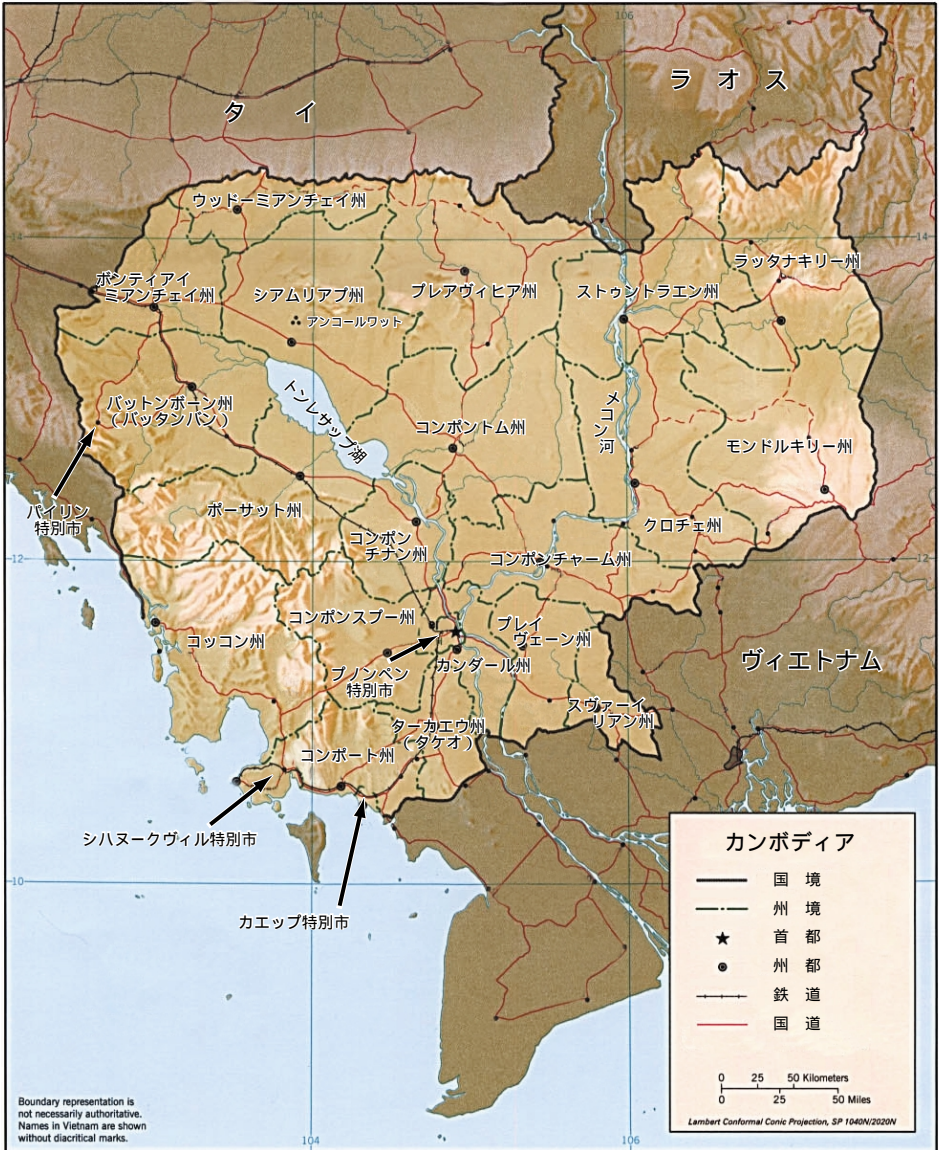 104
106
ラオス
タイ
ウッドーミアンチェイ州
14
14
ボンティアイ
ミアンチェイ州
シアムリアプ州
アンコールワット
プレアヴィヒア州
ストゥントラエン州
ラッタナキリー州
バットンボーン州
(バッタンバン)
トンレサップ湖
コンポントム州
メコン河
モンドルキリー州
パイリン
特別市
ポーサット州
コンポン
チナン州
クロチェ州
12
12
コンポンチャーム州
コンポンスプー州
プレイ
ヴェーン州
コッコン州
カンダール州
プノンペン
特別市
ヴィエトナム
スヴァーイ
リアン州
ターカエウ州
(タケオ)
コンポート州
シハヌークヴィル特別市
カエップ特別市
10
カンボディア
国境
州境
首都
州都
鉄道
国道
0 25 50 Kilometers
0 25 50 Miles
Lambert Conformal Conic Projection, SP 1040N/2020N
Boundary representation is
not necessarily authoritative.
Names in Vietnam are shown
without diacritical marks.
104
106